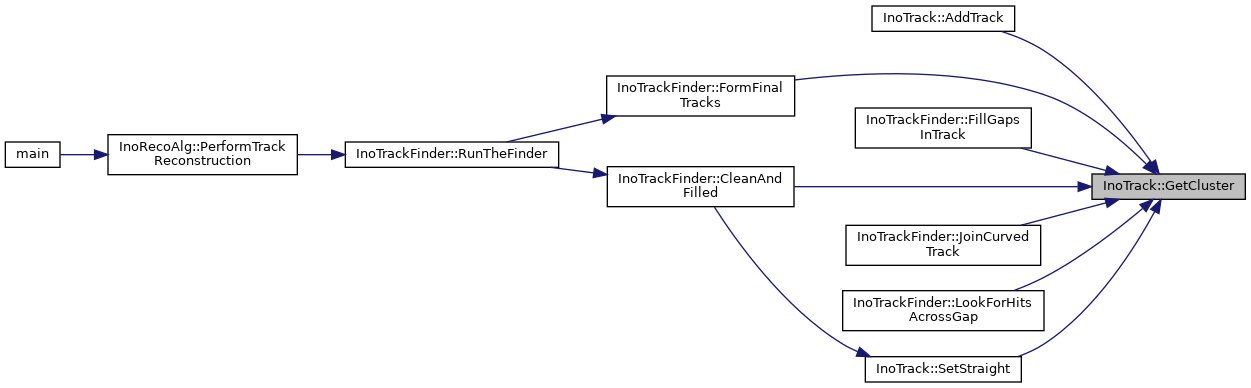 main
InoRecoAlg::PerformTrack
Reconstruction
InoTrackFinder::RunTheFinder
InoTrackFinder::FormFinal
Tracks
InoTrackFinder::CleanAnd
Filled
InoTrack::AddTrack
InoTrackFinder::FillGaps
InTrack
InoTrackFinder::JoinCurved
Track
InoTrackFinder::LookForHits
AcrossGap
InoTrack::SetStraight
InoTrack::GetCluster